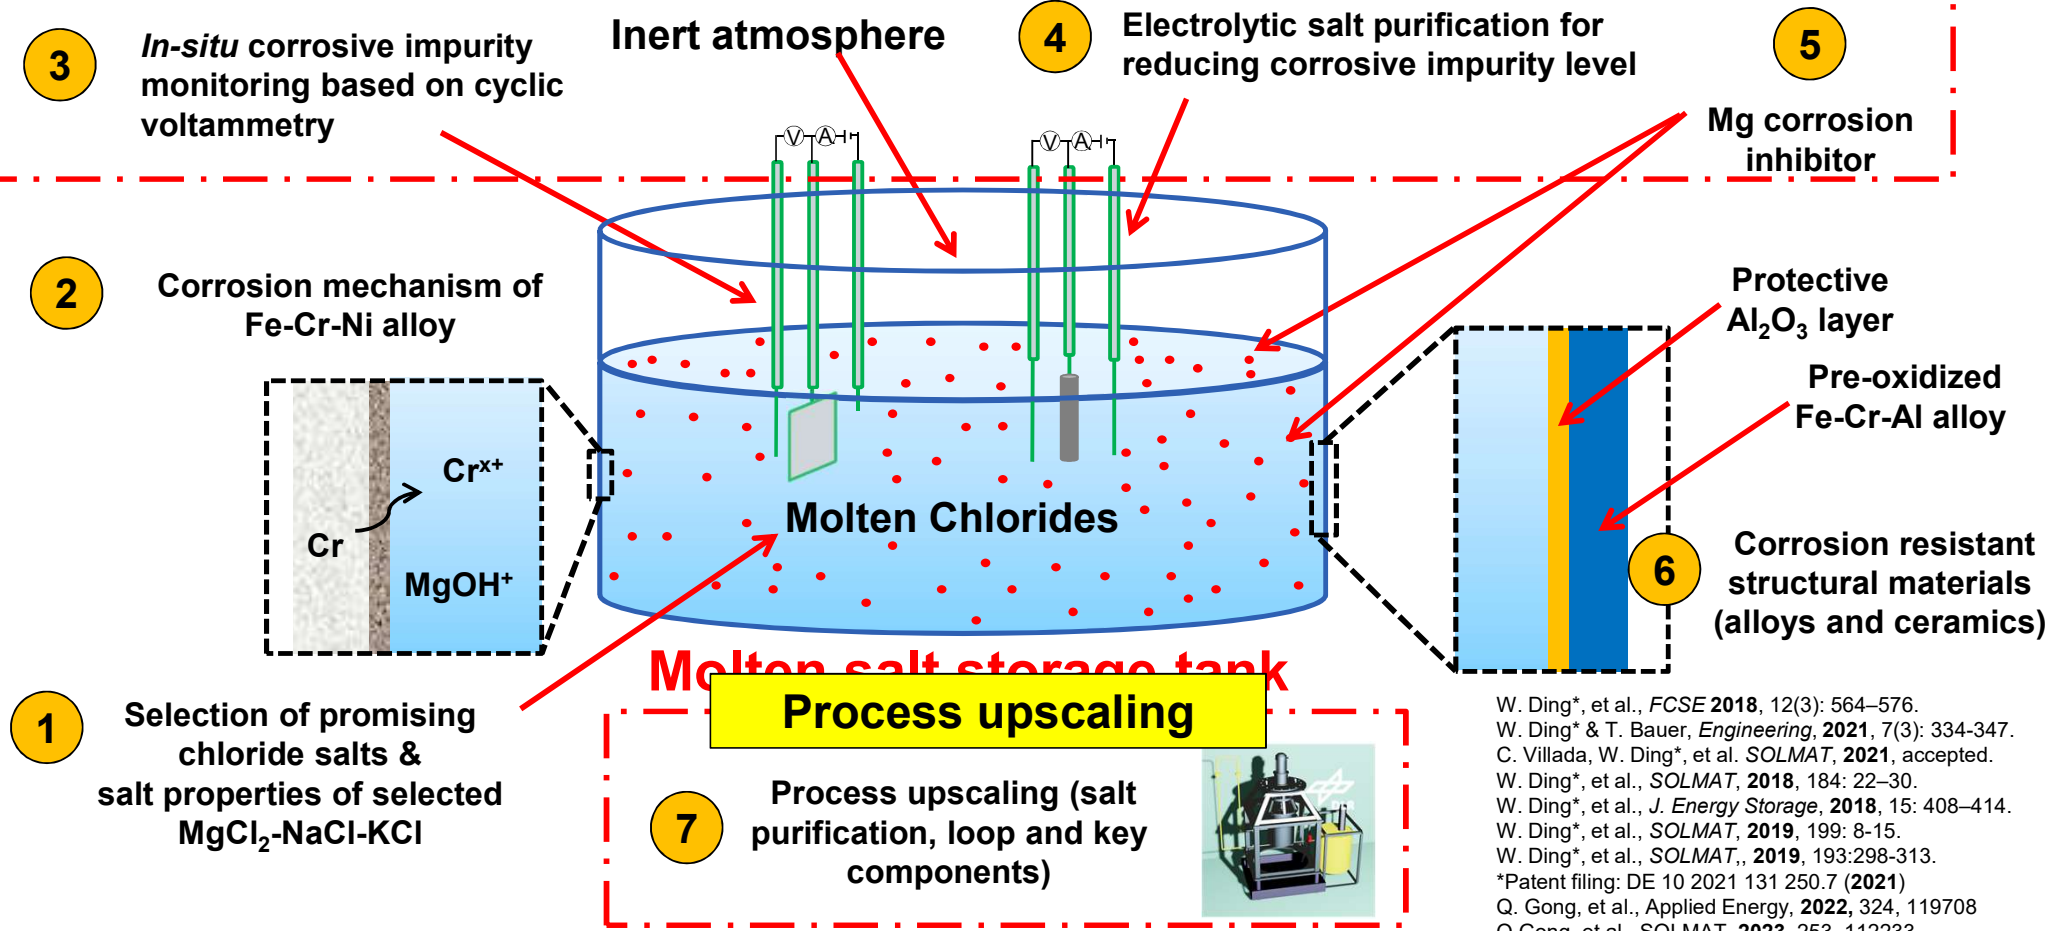 3
In-situ corrosive impurity
monitoring based on cyclic
voltammetry
Inert atmosphere
4
Electrolytic salt purification for
reducing corrosive impurity level
5
Mg corrosion
inhibitor
V A
V A
2
Corrosion mechanism of
Fe-Cr-Ni alloy
Cr
Crˣ⁺
MgOH⁺
Molten Chlorides
Protective
Al₂O₃ layer
Pre-oxidized
Fe-Cr-Al alloy
6
Corrosion resistant
structural materials
(alloys and ceramics)
Molten salt storage tank
Process upscaling
1
Selection of promising
chloride salts &
salt properties of selected
MgCl₂-NaCl-KCl
7
Process upscaling (salt
purification, loop and key
components)
DLR
W. Ding*, et al., FCSE 2018, 12(3): 564–576.
W. Ding* & T. Bauer, Engineering, 2021, 7(3): 334-347.
C. Villada, W. Ding*, et al. SOLMAT, 2021, accepted.
W. Ding*, et al., SOLMAT, 2018, 184: 22–30.
W. Ding*, et al., J. Energy Storage, 2018, 15: 408–414.
W. Ding*, et al., SOLMAT, 2019, 199: 8-15.
W. Ding*, et al., SOLMAT,, 2019, 193:298-313.
*Patent filing: DE 10 2021 131 250.7 (2021)
Q. Gong, et al., Applied Energy, 2022, 324, 119708
Q.Gong, et al., SOLMAT, 2023, 253, 112233